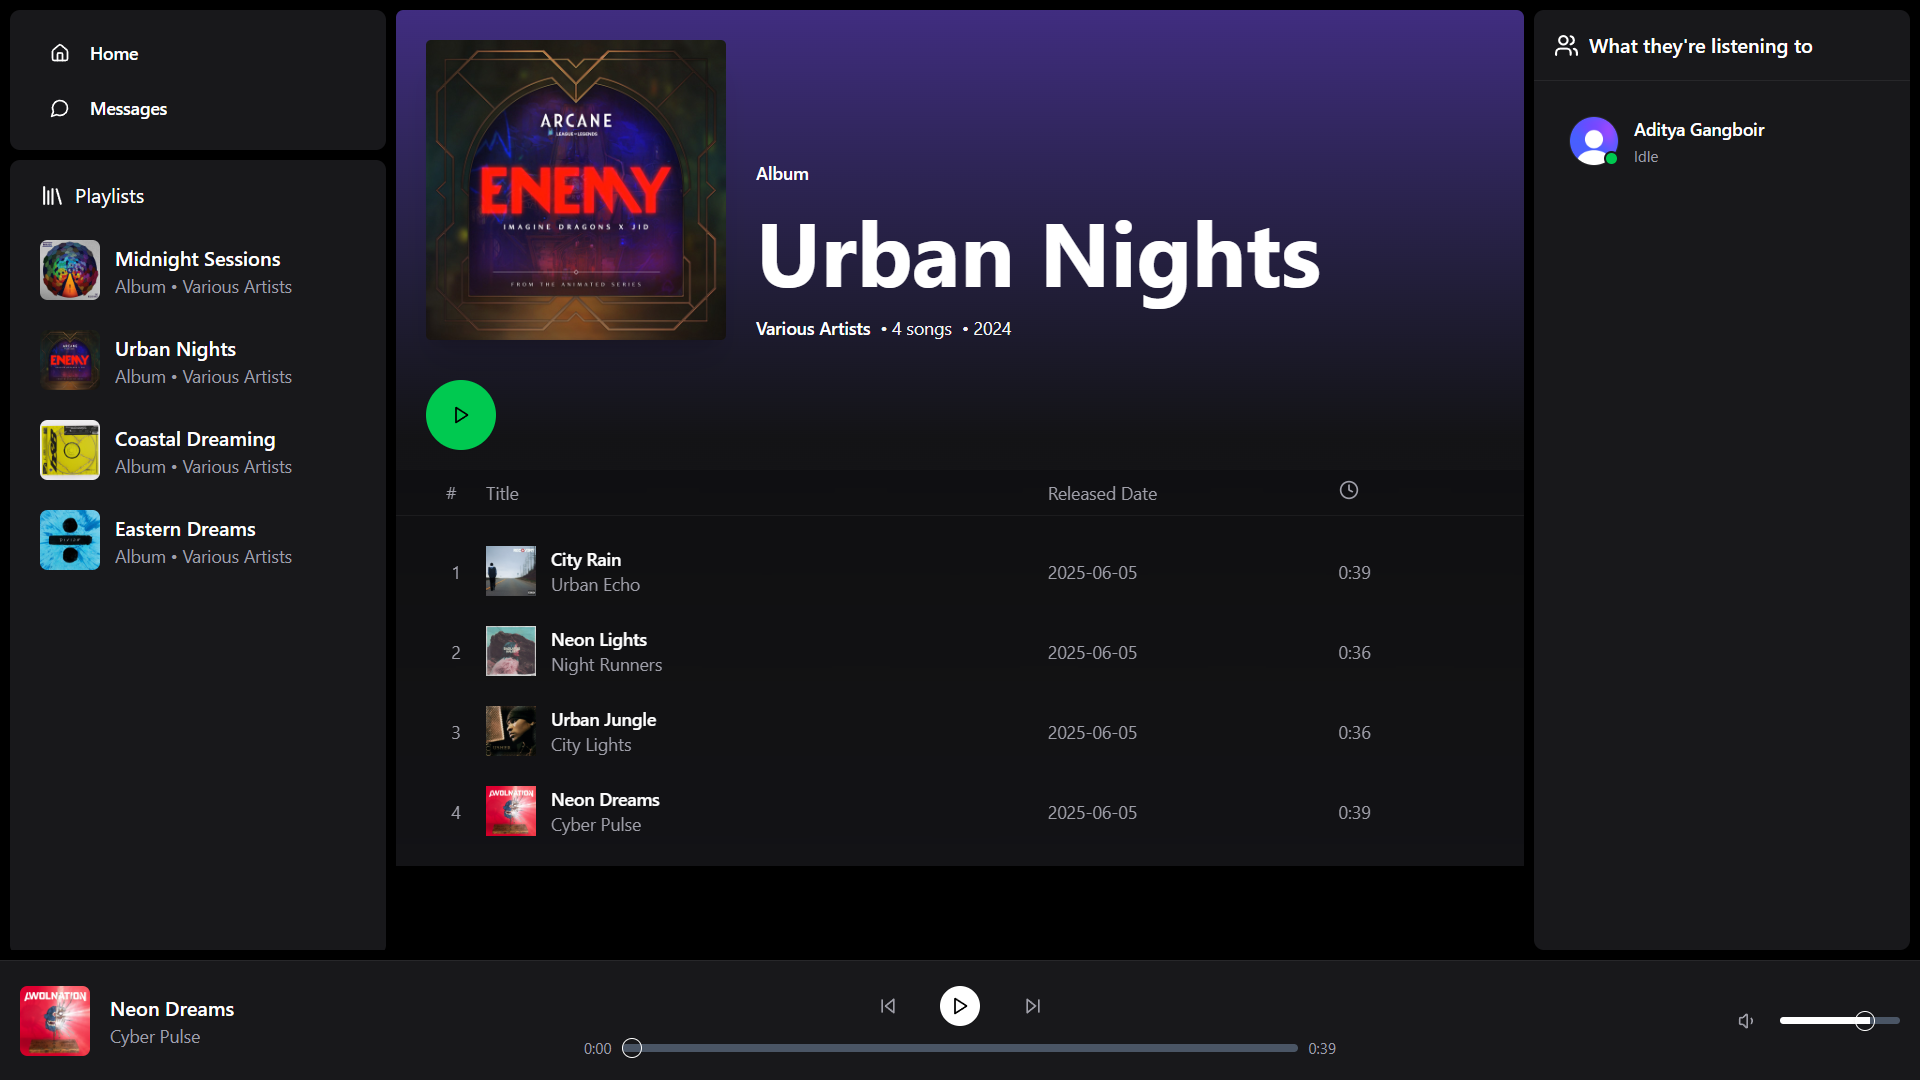 Home
Messages
Playlists
Midnight Sessions
Album • Various Artists
Urban Nights
Album • Various Artists
Coastal Dreaming
Album • Various Artists
Eastern Dreams
Album • Various Artists
ARCANE
LEAGUE OF LEGENDS
ENEMY
IMAGINE DRAGONS X JID
FROM THE ANIMATED SERIES
Album
Urban Nights
Various Artists • 4 songs • 2024
# Title Released Date
1 City Rain 2025-06-05 0:39
Urban Echo
2 Neon Lights 2025-06-05 0:36
Night Runners
3 Urban Jungle 2025-06-05 0:36
City Lights
AWOLNATION
4 Neon Dreams 2025-06-05 0:39
Cyber Pulse
What they're listening to
Aditya Gangboir
Idle
AWOLNATION
Neon Dreams
Cyber Pulse
0:00 0:39